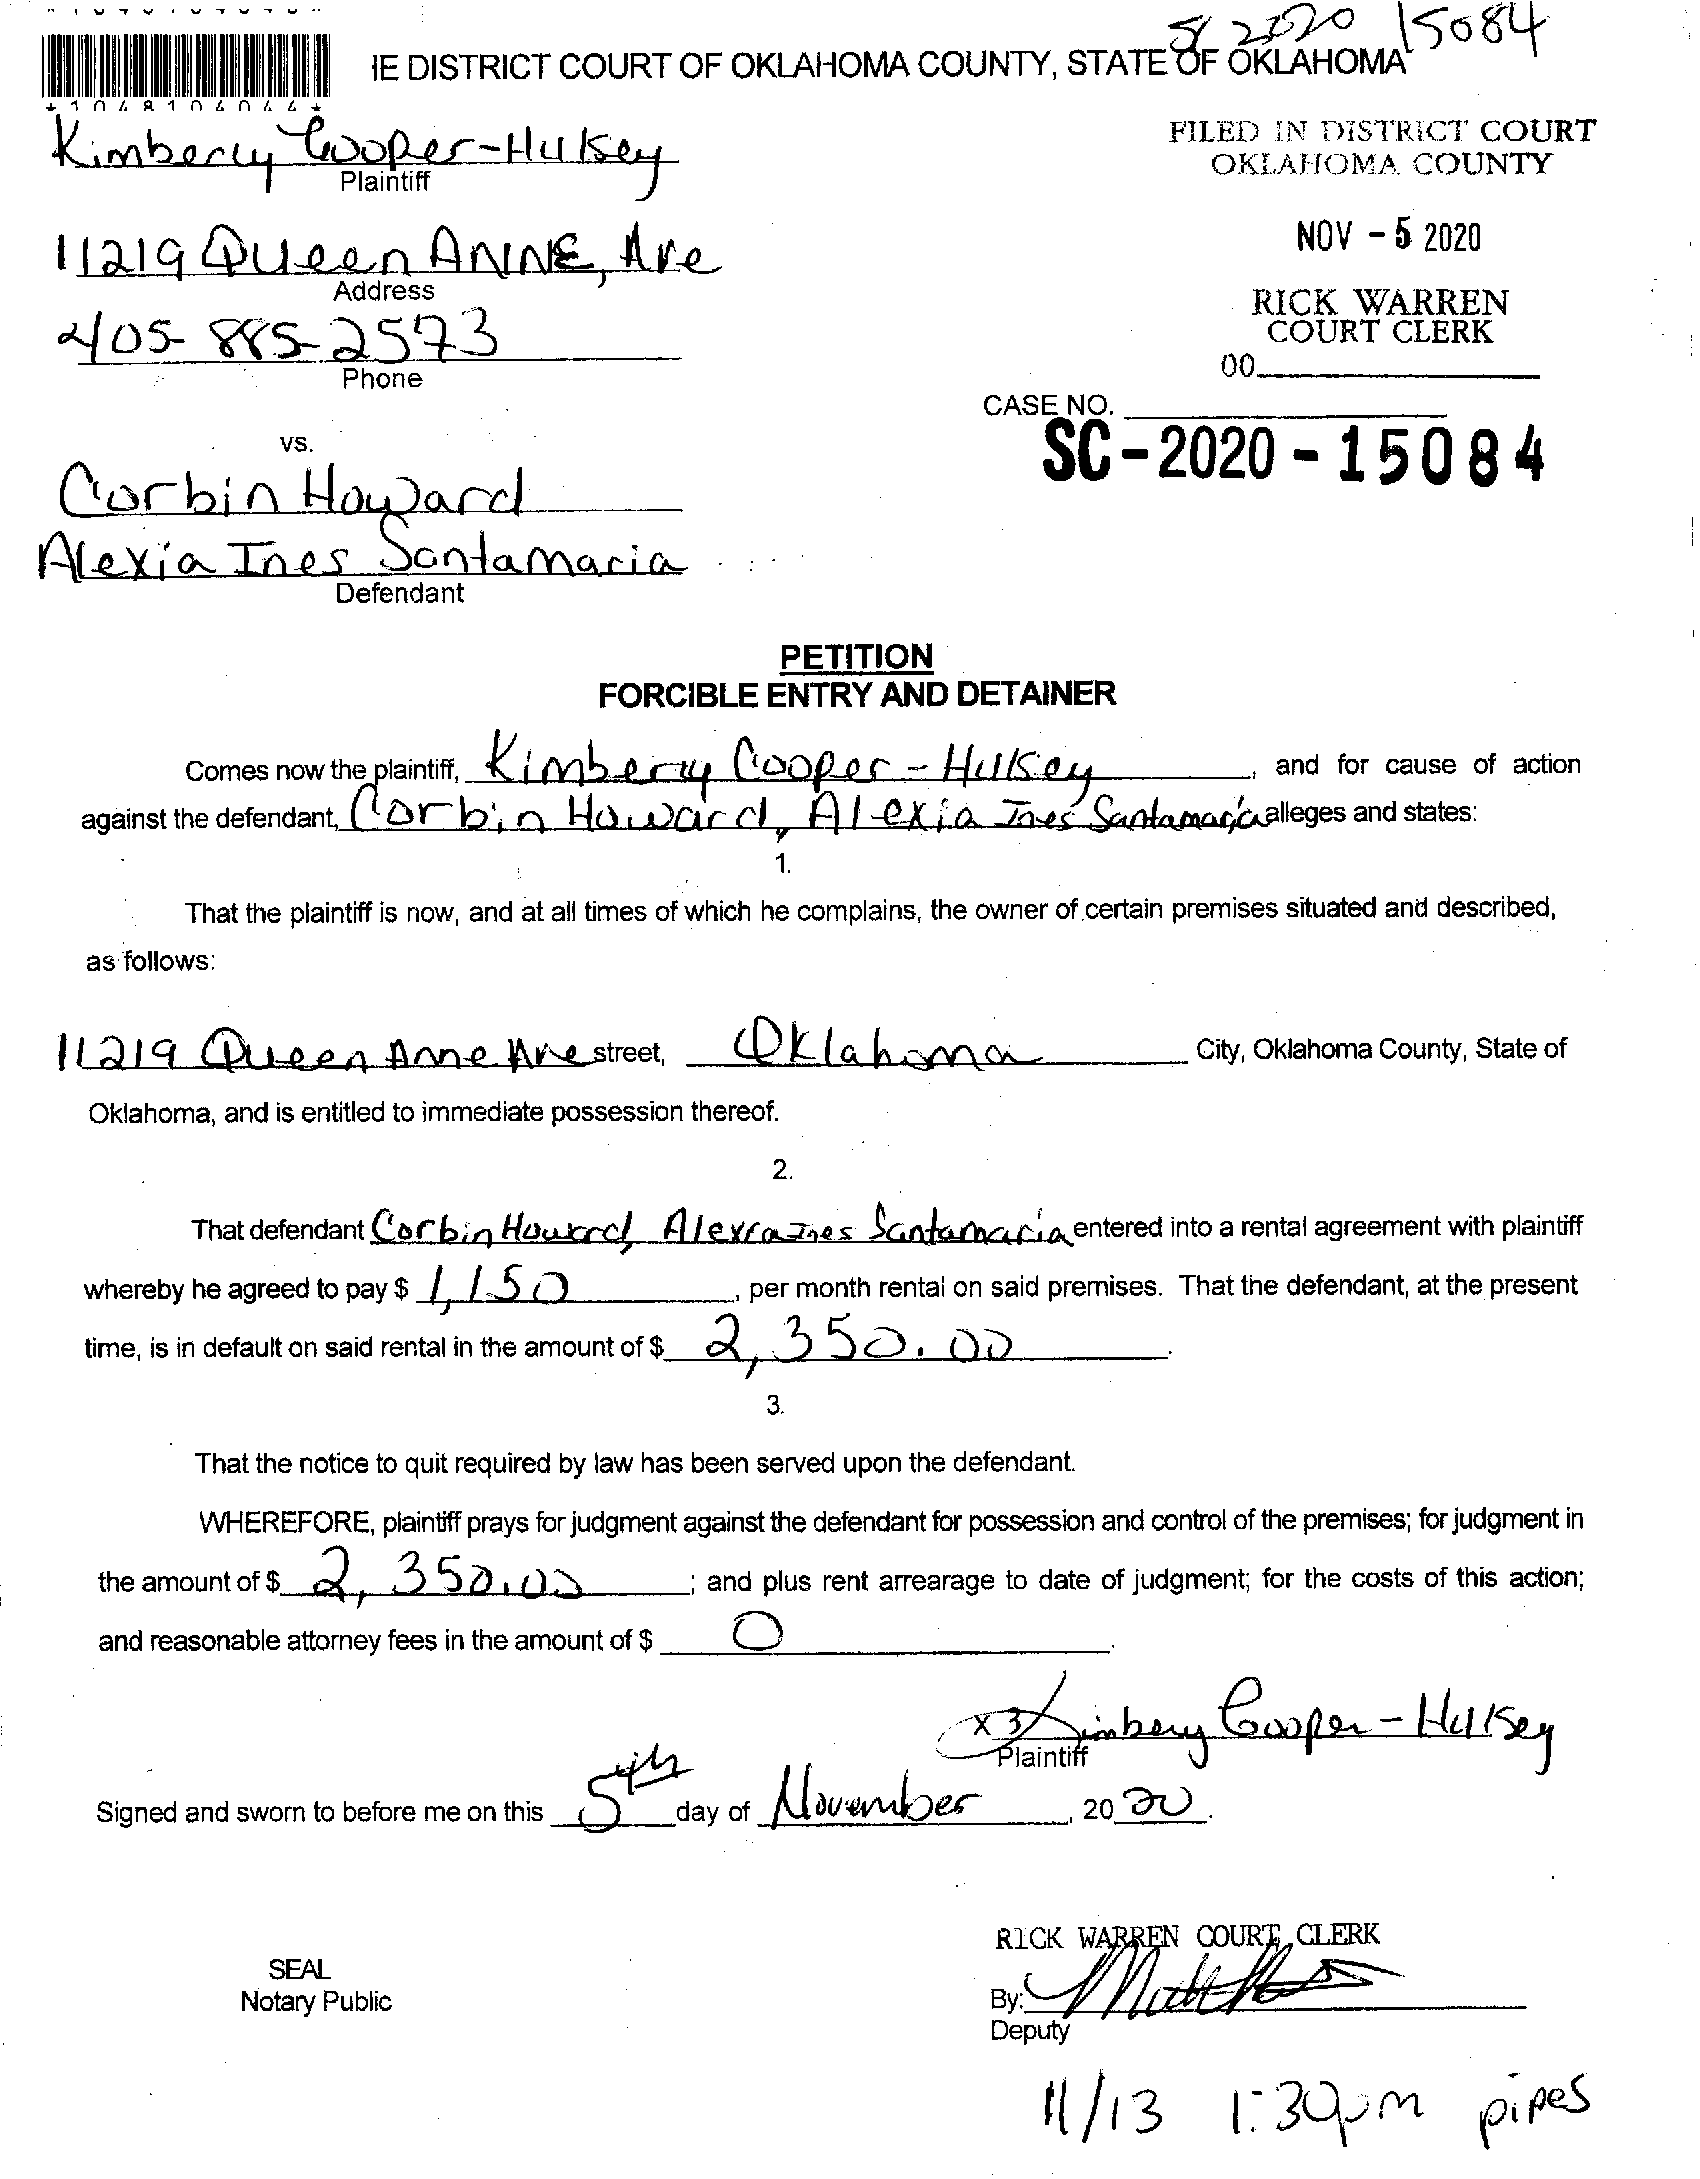 SC 2020 15084
IE DISTRICT COURT OF OKLAHOMA COUNTY, STATE OF OKLAHOMA
*1048106044*
Kimberly Cooper-Hulsey
Plaintiff
FILED IN DISTRICT COURT
OKLAHOMA COUNTY
NOV - 5 2020
11219 Queen ANNE, Ave
Address
RICK WARREN
COURT CLERK
405-885-2573
Phone
00
CASE NO.
SC-2020-15084
vs.
Corbin Howard
Alexia Ines Santamaria
Defendant
PETITION
FORCIBLE ENTRY AND DETAINER
Comes now the plaintiff, Kimberly Cooper-Hulsey, and for cause of action
against the defendant, Corbin Howard, Alexia Ines Santamaria alleges and states:
1.
That the plaintiff is now, and at all times of which he complains, the owner of certain premises situated and described,
as follows:
11219 Queen Anne Ave street, Oklahoma City, Oklahoma County, State of
Oklahoma, and is entitled to immediate possession thereof.
2.
That defendant Corbin Howard, Alexia Ines Santamaria entered into a rental agreement with plaintiff
whereby he agreed to pay $ 1,150, per month rental on said premises. That the defendant, at the present
time, is in default on said rental in the amount of $ 2,350.00.
3.
That the notice to quit required by law has been served upon the defendant.
WHEREFORE, plaintiff prays for judgment against the defendant for possession and control of the premises; for judgment in
the amount of $ 2,350.00; and plus rent arrearage to date of judgment; for the costs of this action;
and reasonable attorney fees in the amount of $ 0.
x3 Kimbery Cooper-Hulsey
Plaintiff
Signed and sworn to before me on this 5th day of November, 2020.
RICK WARREN COURT CLERK
SEAL
Notary Public
By:
Deputy
11/13 1:30pm pipes